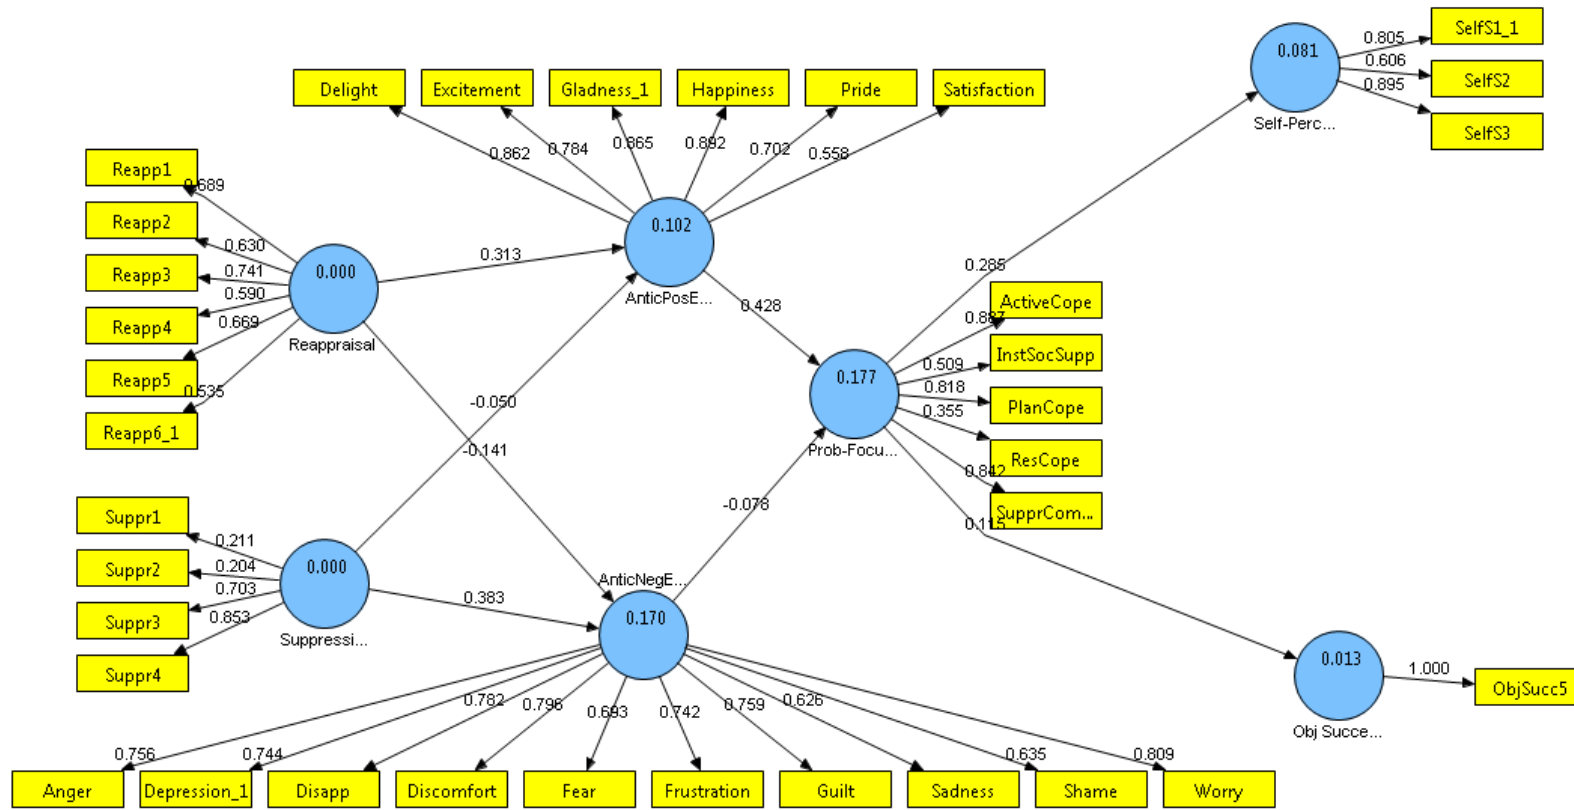 SelfS1_1
0.805
0.081
0.606
SelfS2
0.895
Self-Perc...
SelfS3
Delight
Excitement
Gladness_1
Happiness
Pride
Satisfaction
0.862
0.784
0.865
0.892
0.702
0.558
Reapp1
0.689
Reapp2
0.630
Reapp3
0.741
Reapp4
0.590
0.669
Reapp5
0.535
Reapp6_1
0.000
Reappraisal
0.313
0.102
AnticPosE...
0.428
0.285
-0.050
-0.141
0.177
Prob-Focu...
ActiveCope
0.887
InstSocSupp
0.509
0.818
PlanCope
0.355
ResCope
0.842
SupprCom...
0.115
-0.078
Suppr1
0.211
Suppr2
0.204
0.703
Suppr3
0.853
Suppr4
0.000
Suppressi...
0.383
AnticNegE...
0.170
0.013
Obj Succe...
1.000
ObjSucc5
0.756
0.744
0.782
0.796
0.693
0.742
0.759
0.626
0.635
0.809
Anger
Depression_1
Disapp
Discomfort
Fear
Frustration
Guilt
Sadness
Shame
Worry